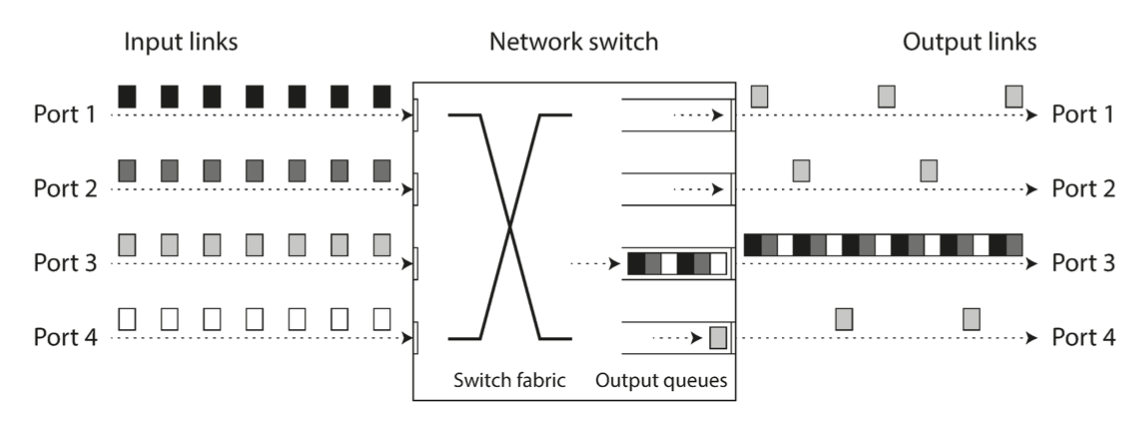 Input links
Network switch
Output links
Port 1
Port 1
Port 2
Port 2
Port 3
Port 3
Port 4
Port 4
Switch fabric
Output queues